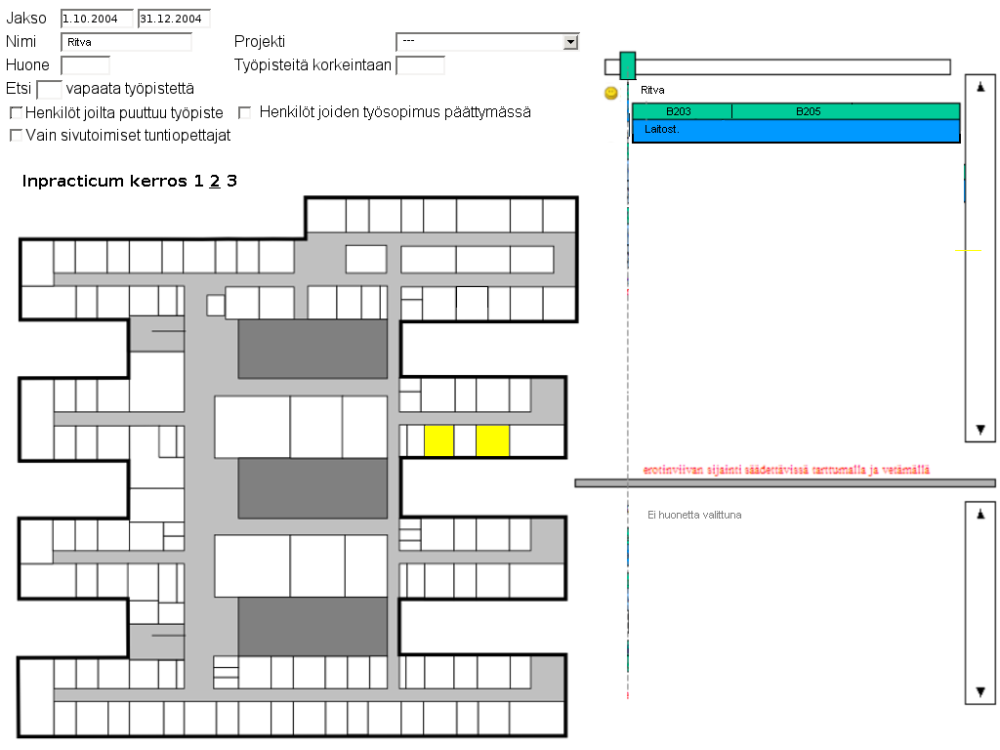 Jakso 1.10.2004 31.12.2004
Nimi Ritva Projekti ---
Huone Työpisteitä korkeintaan
Etsi vapaata työpistettä
Henkilöt joilta puuttuu työpiste Henkilöt joiden työsopimus päättymässä
Vain sivutoimiset tuntiopettajat
Inpracticum kerros 1 2 3
Ritva
B203 B205
Laitost.
erotinviivan sijainti säädettävissä tarttumalla ja vetämällä
Ei huonetta valittuna